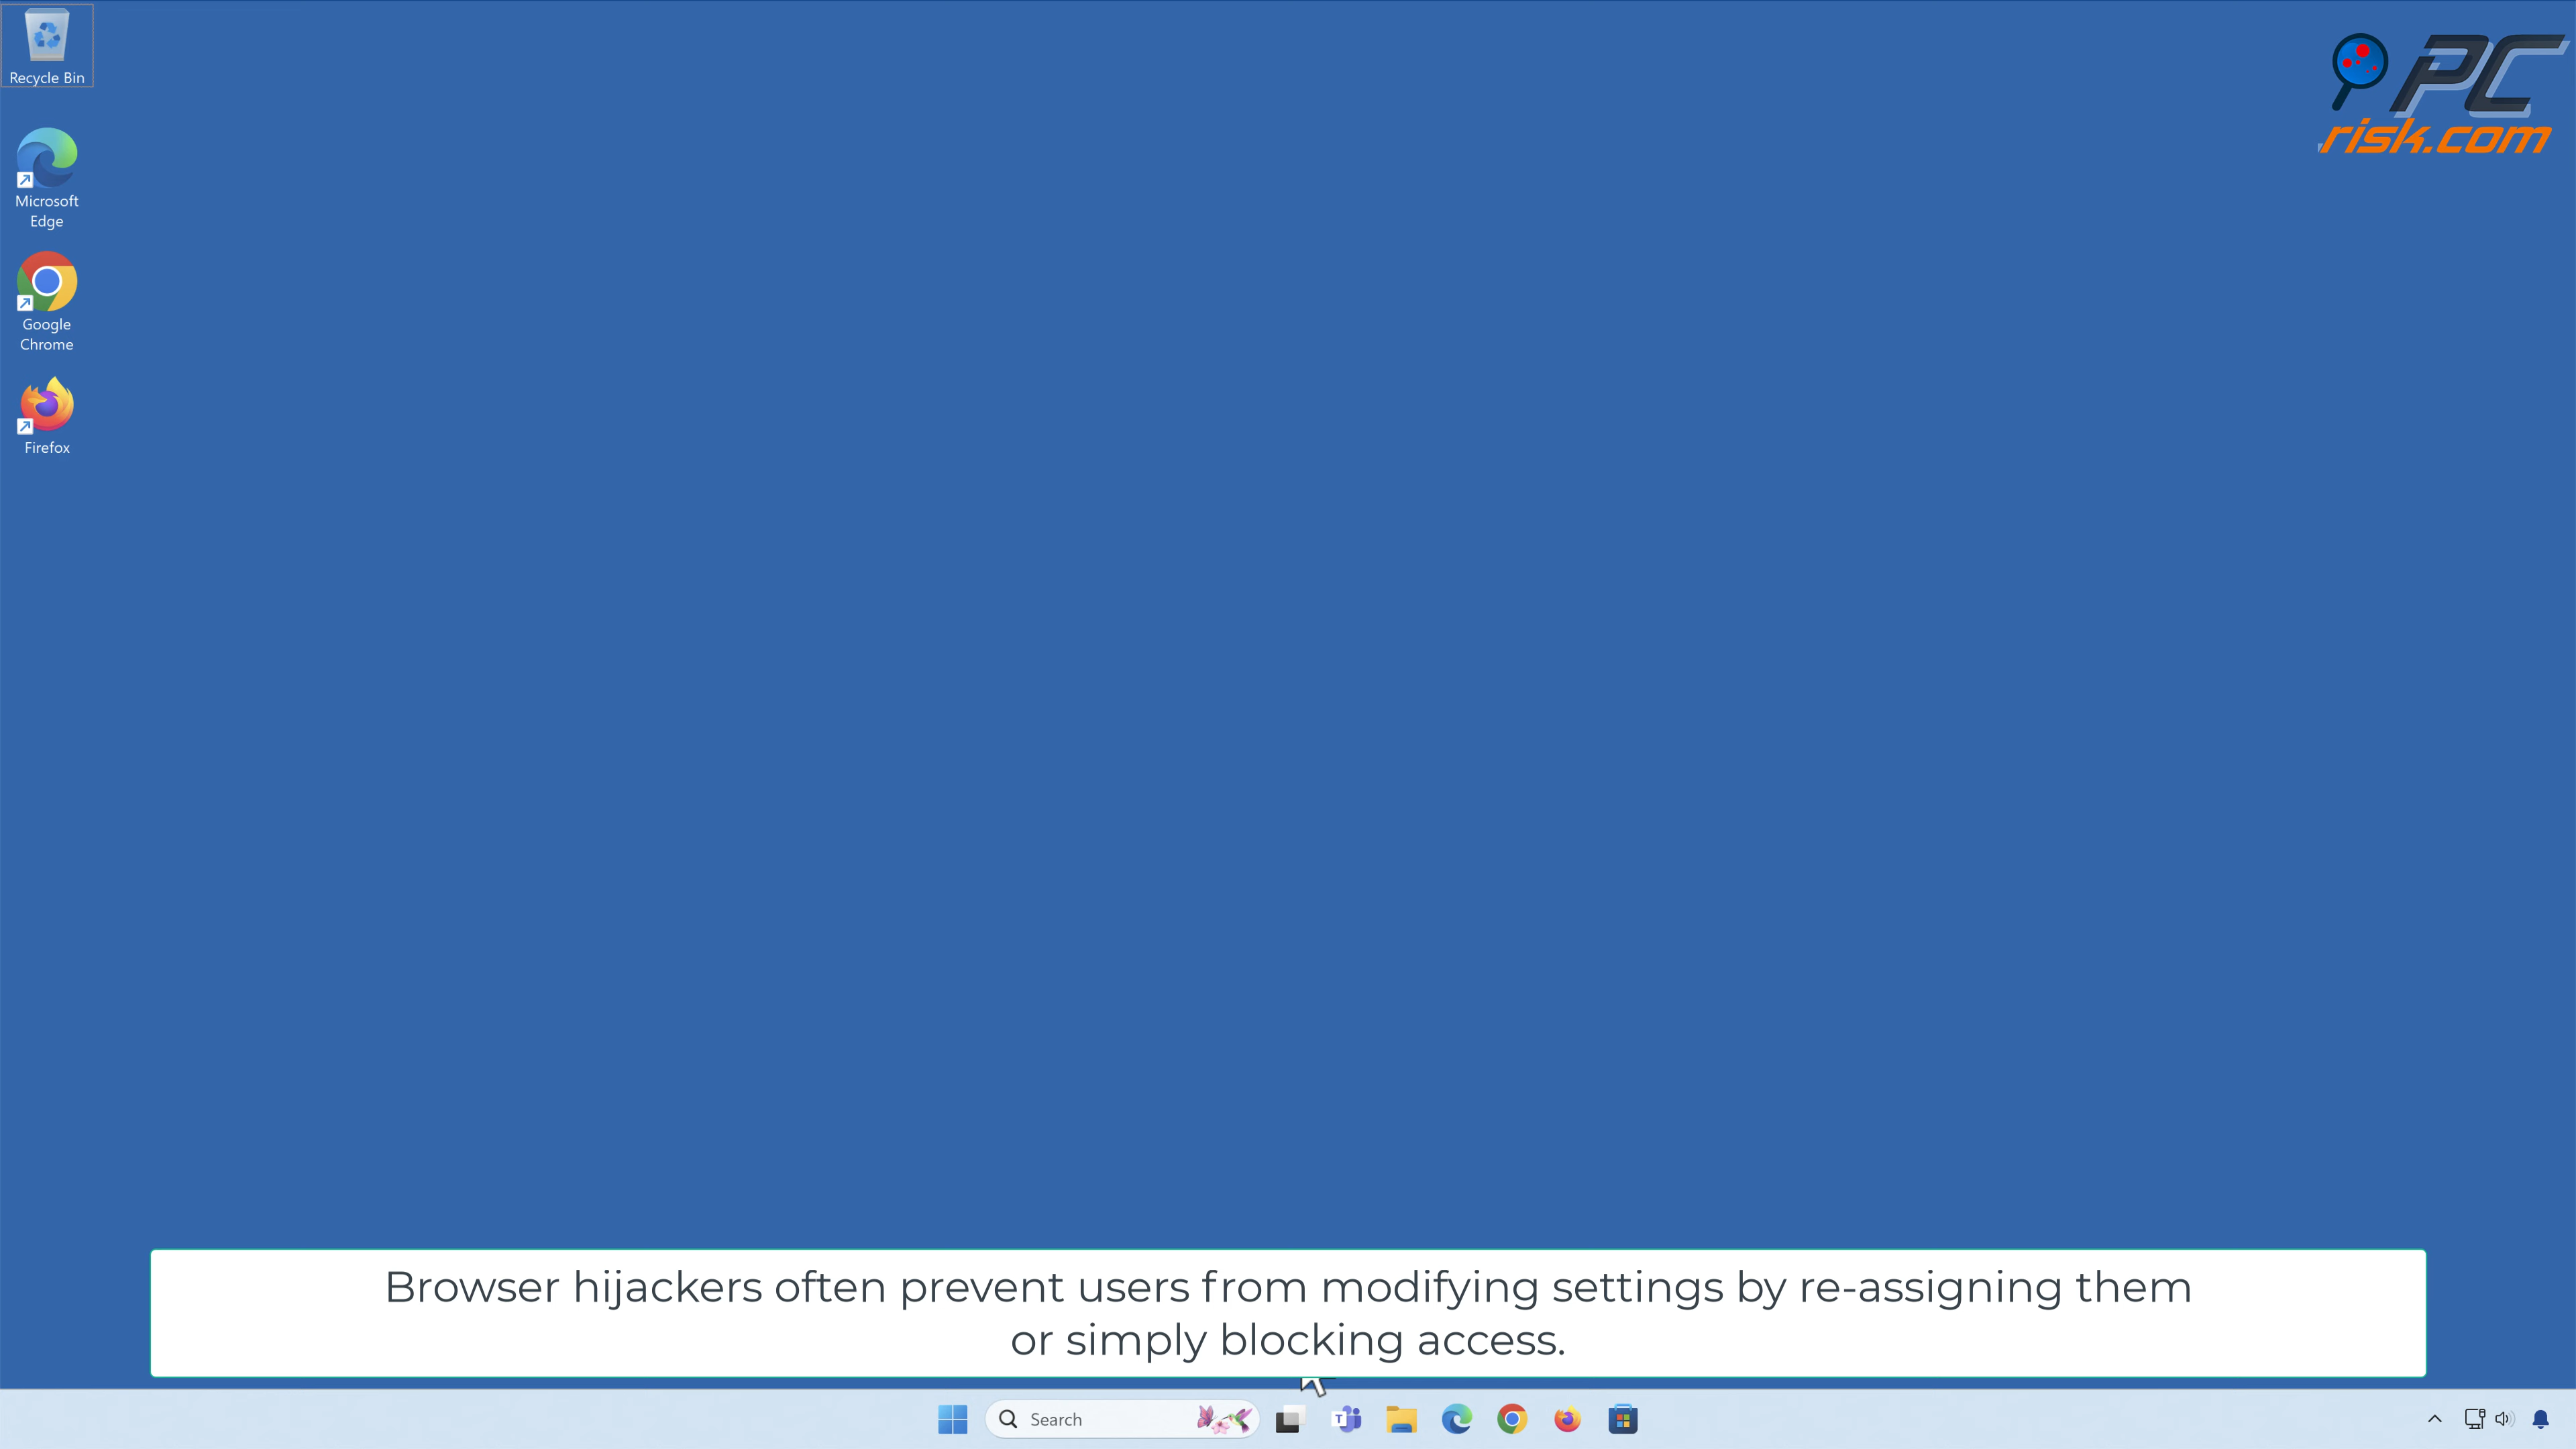 Recycle Bin
Microsoft
Edge
Google
Chrome
Firefox
PC
risk.com
Browser hijackers often prevent users from modifying settings by re-assigning them
or simply blocking access.
Search